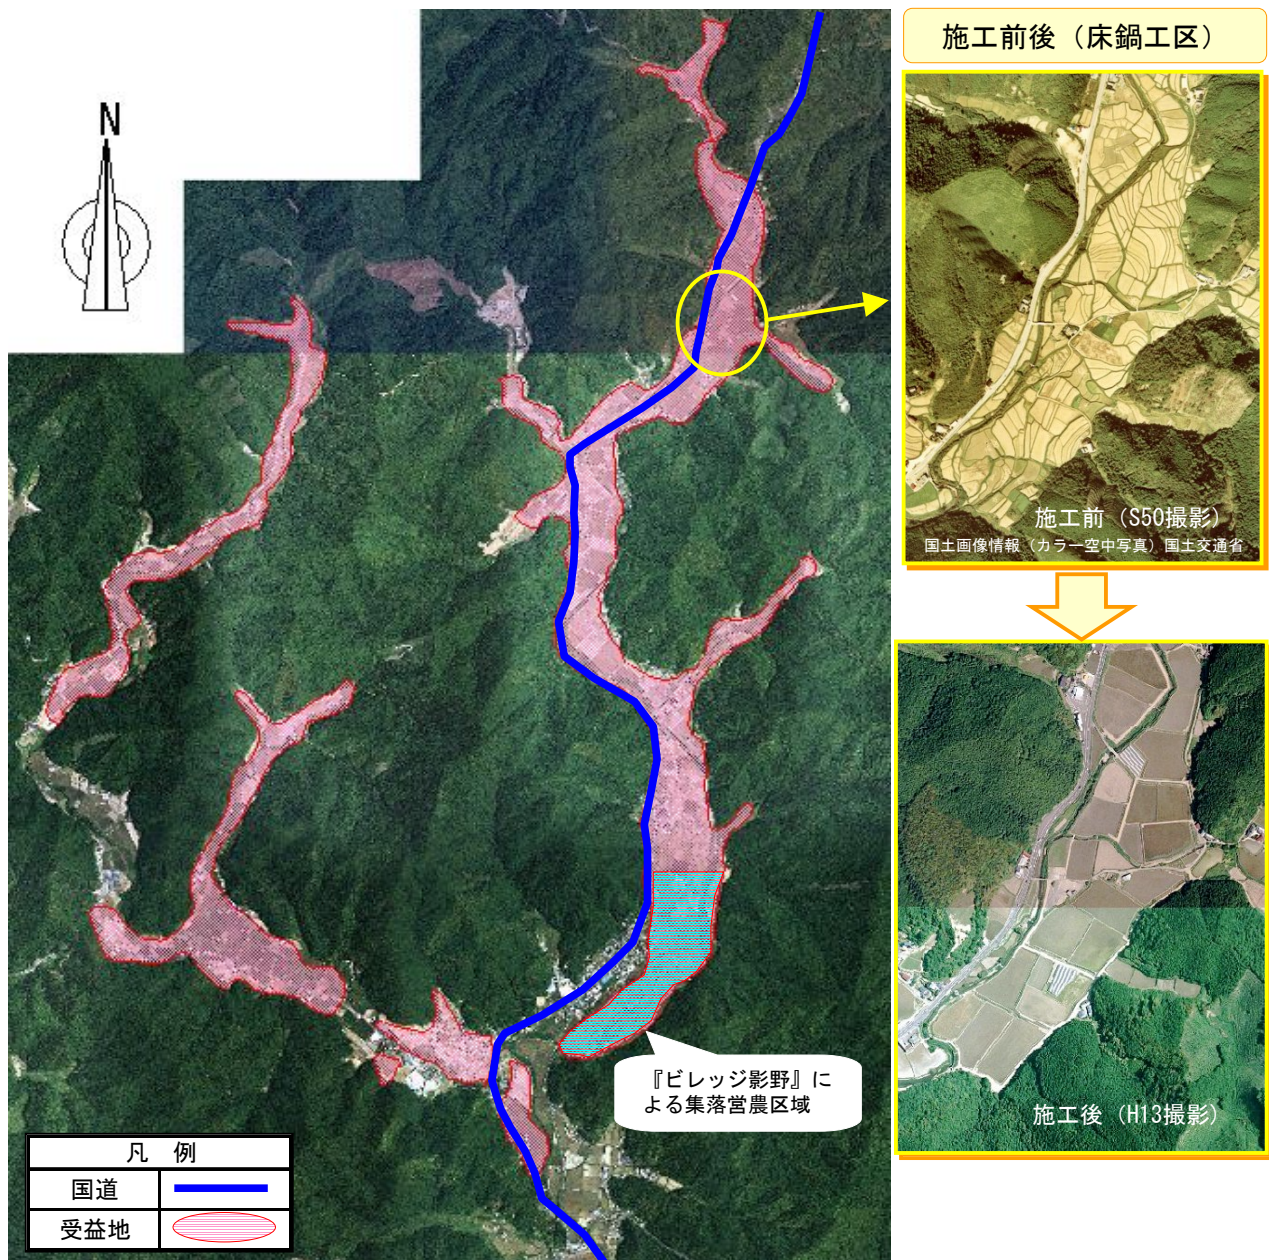 施工前後（床鍋工区）
N
施工前（S50撮影）
国土画像情報（カラー空中写真）国土交通省
『ビレッジ影野』に
よる集落営農区域
施工後（H13撮影）
凡 例
国道
受益地